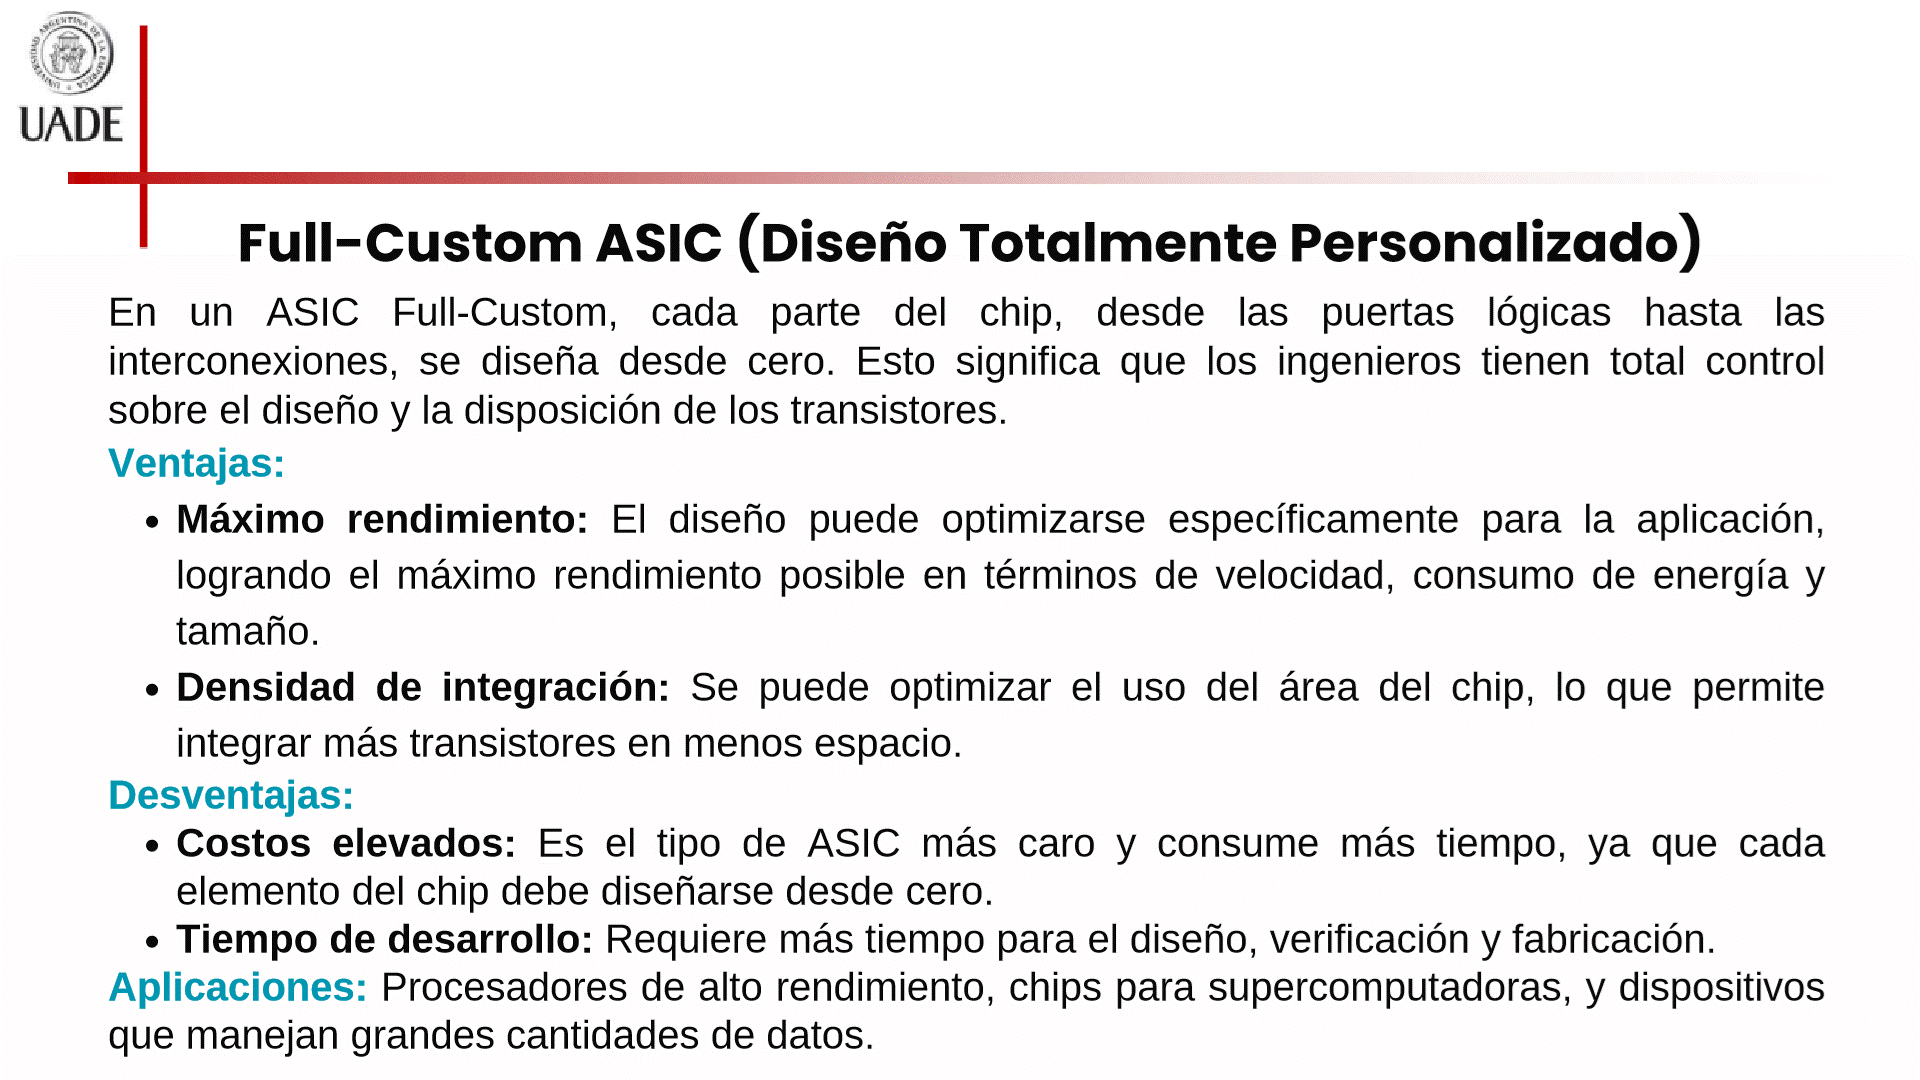 UNIVERSIDAD ARGENTINA DE LA EMPRESA
UADE
Full-Custom ASIC (Diseño Totalmente Personalizado)
En un ASIC Full-Custom, cada parte del chip, desde las puertas lógicas hasta las
interconexiones, se diseña desde cero. Esto significa que los ingenieros tienen total control
sobre el diseño y la disposición de los transistores.
Ventajas:
• Máximo rendimiento: El diseño puede optimizarse específicamente para la aplicación,
logrando el máximo rendimiento posible en términos de velocidad, consumo de energía y
tamaño.
• Densidad de integración: Se puede optimizar el uso del área del chip, lo que permite
integrar más transistores en menos espacio.
Desventajas:
• Costos elevados: Es el tipo de ASIC más caro y consume más tiempo, ya que cada
elemento del chip debe diseñarse desde cero.
• Tiempo de desarrollo: Requiere más tiempo para el diseño, verificación y fabricación.
Aplicaciones: Procesadores de alto rendimiento, chips para supercomputadoras, y dispositivos
que manejan grandes cantidades de datos.